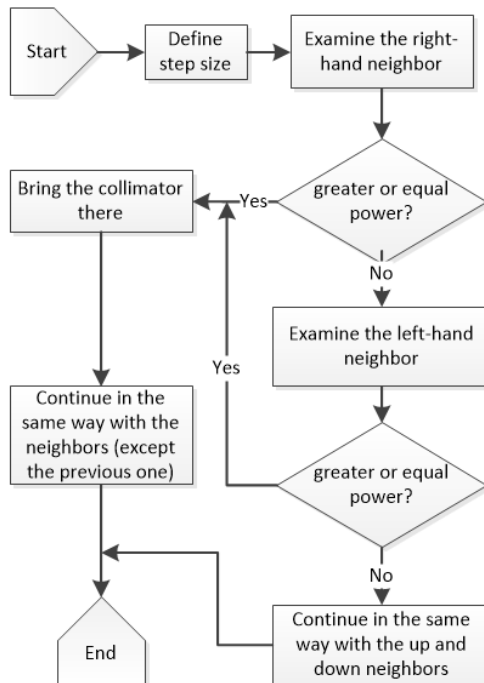 Start
Define
step size
Examine the right-
hand neighbor
greater or equal
power?
Yes
Bring the collimator
there
No
Examine the left-hand
neighbor
Yes
Continue in the
same way with the
neighbors (except
the previous one)
greater or equal
power?
No
Continue in the same
way with the up and
down neighbors
End